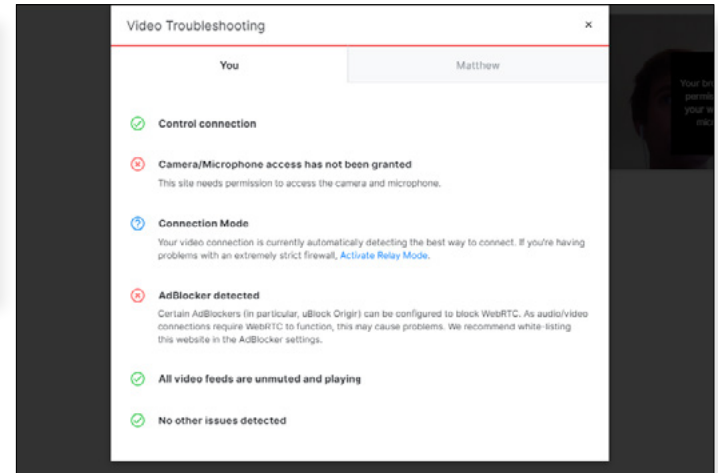 Video Troubleshooting ×
You Matthew
Control connection
Camera/Microphone access has not been granted
This site needs permission to access the camera and microphone.
Connection Mode
Your video connection is currently automatically detecting the best way to connect. If you're having
problems with an extremely strict firewall, Activate Relay Mode.
AdBlocker detected
Certain AdBlockers (in particular, uBlock Origir) can be configured to block WebRTC. As audio/video
connections require WebRTC to function, this may cause problems. We recommend white-listing
this website in the AdBlocker settings.
All video feeds are unmuted and playing
No other issues detected
Your
your